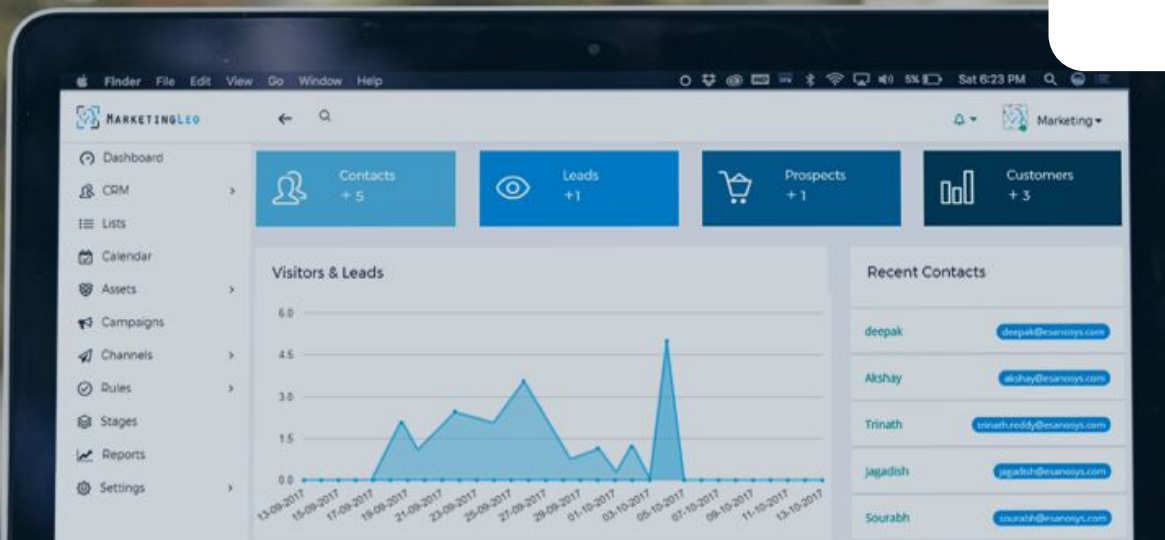 Finder File Edit View Go Window Help 5% Sat 6:23 PM
MARKETINGLEO
Marketing
Dashboard
CRM
Lists
Calendar
Assets
Campaigns
Channels
Rules
Stages
Reports
Settings
Contacts
+ 5
Leads
+1
Prospects
+ 1
Customers
+ 3
Visitors & Leads
6.0
4.5
3.0
1.5
0.0
13-09-2017 15-09-2017 17-09-2017 19-09-2017 21-09-2017 23-09-2017 25-09-2017 27-09-2017 29-09-2017 01-10-2017 03-10-2017 05-10-2017 07-10-2017 09-10-2017 11-10-2017 13-10-2017
Recent Contacts
deepak deepak@esanosys.com
Akshay akshay@esanosys.com
Trinath trinath.reddy@esanosys.com
Jagadish jagadish@esanosys.com
Sourabh sourabh@esanosys.com